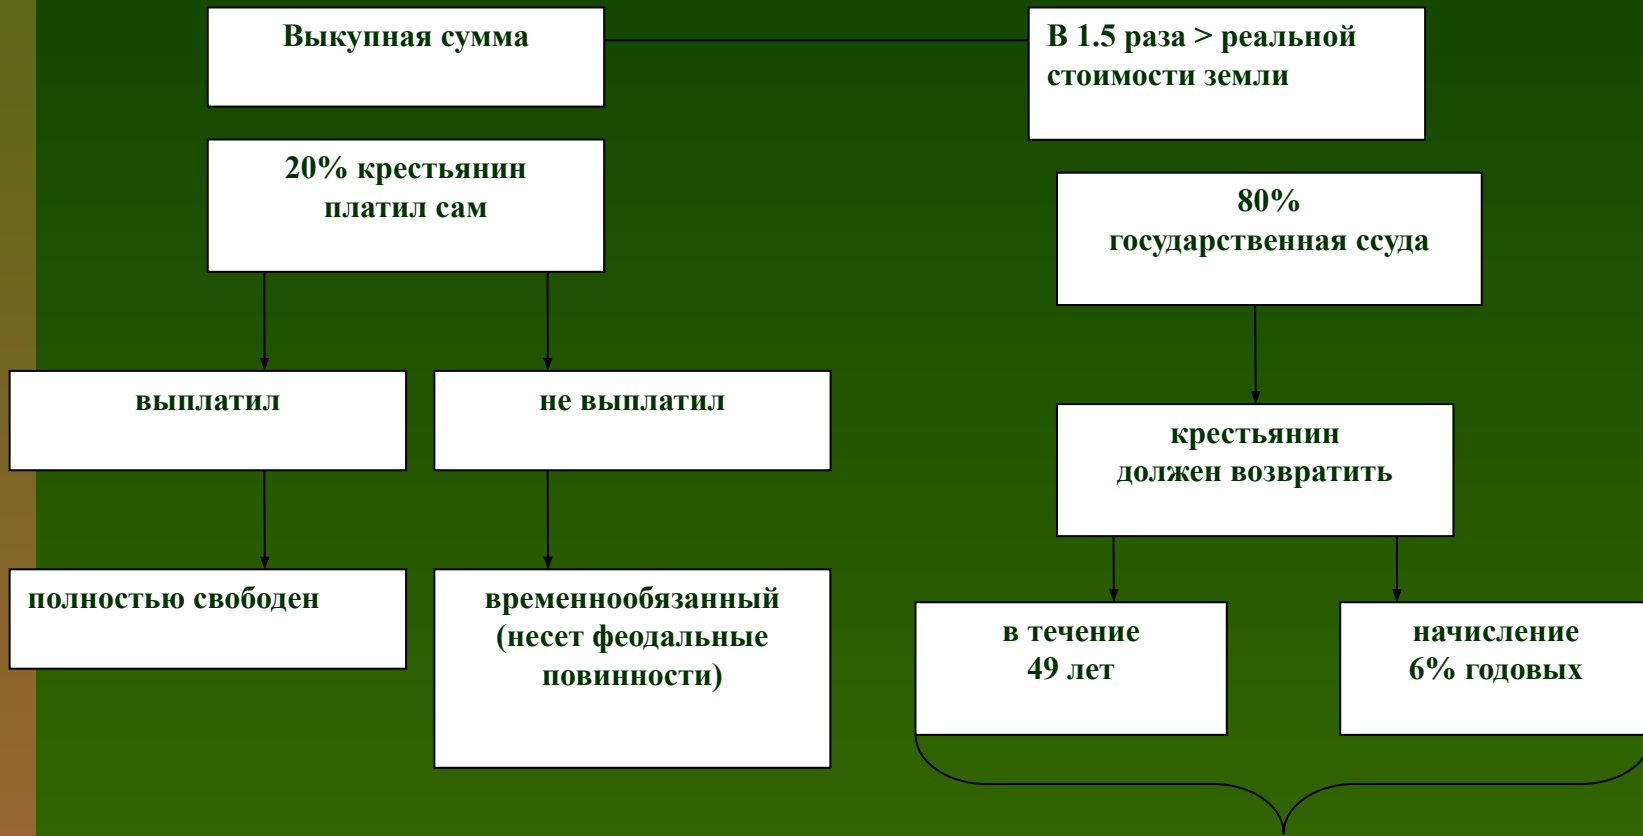 Выкупная сумма
В 1.5 раза > реальной
стоимости земли
20% крестьянин
платил сам
80%
государственная ссуда
выплатил
не выплатил
крестьянин
должен возвратить
полностью свободен
временнообязанный
(несет феодальные
повинности)
в течение
49 лет
начисление
6% годовых